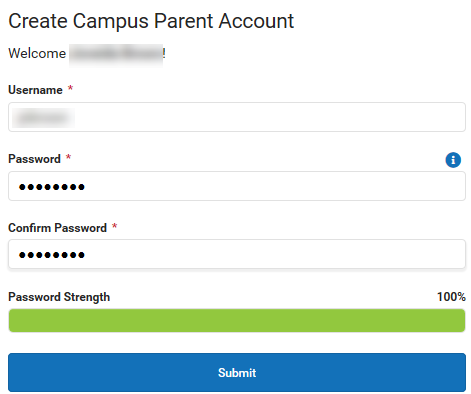 Create Campus Parent Account
Welcome !
Username *
Password *
••••••••
Confirm Password *
••••••••
Password Strength 100%
Submit